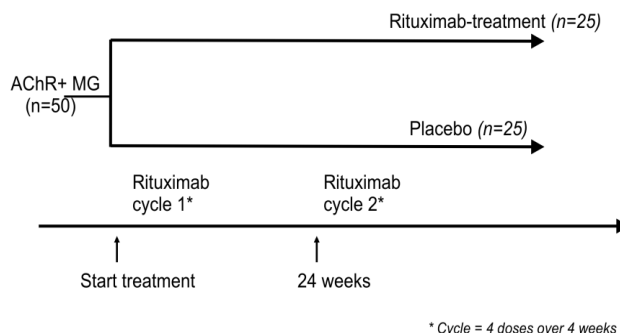 Rituximab-treatment (n=25)
AChR+ MG
(n=50)
Placebo (n=25)
Rituximab
cycle 1*
Rituximab
cycle 2*
Start treatment
24 weeks
* Cycle = 4 doses over 4 weeks